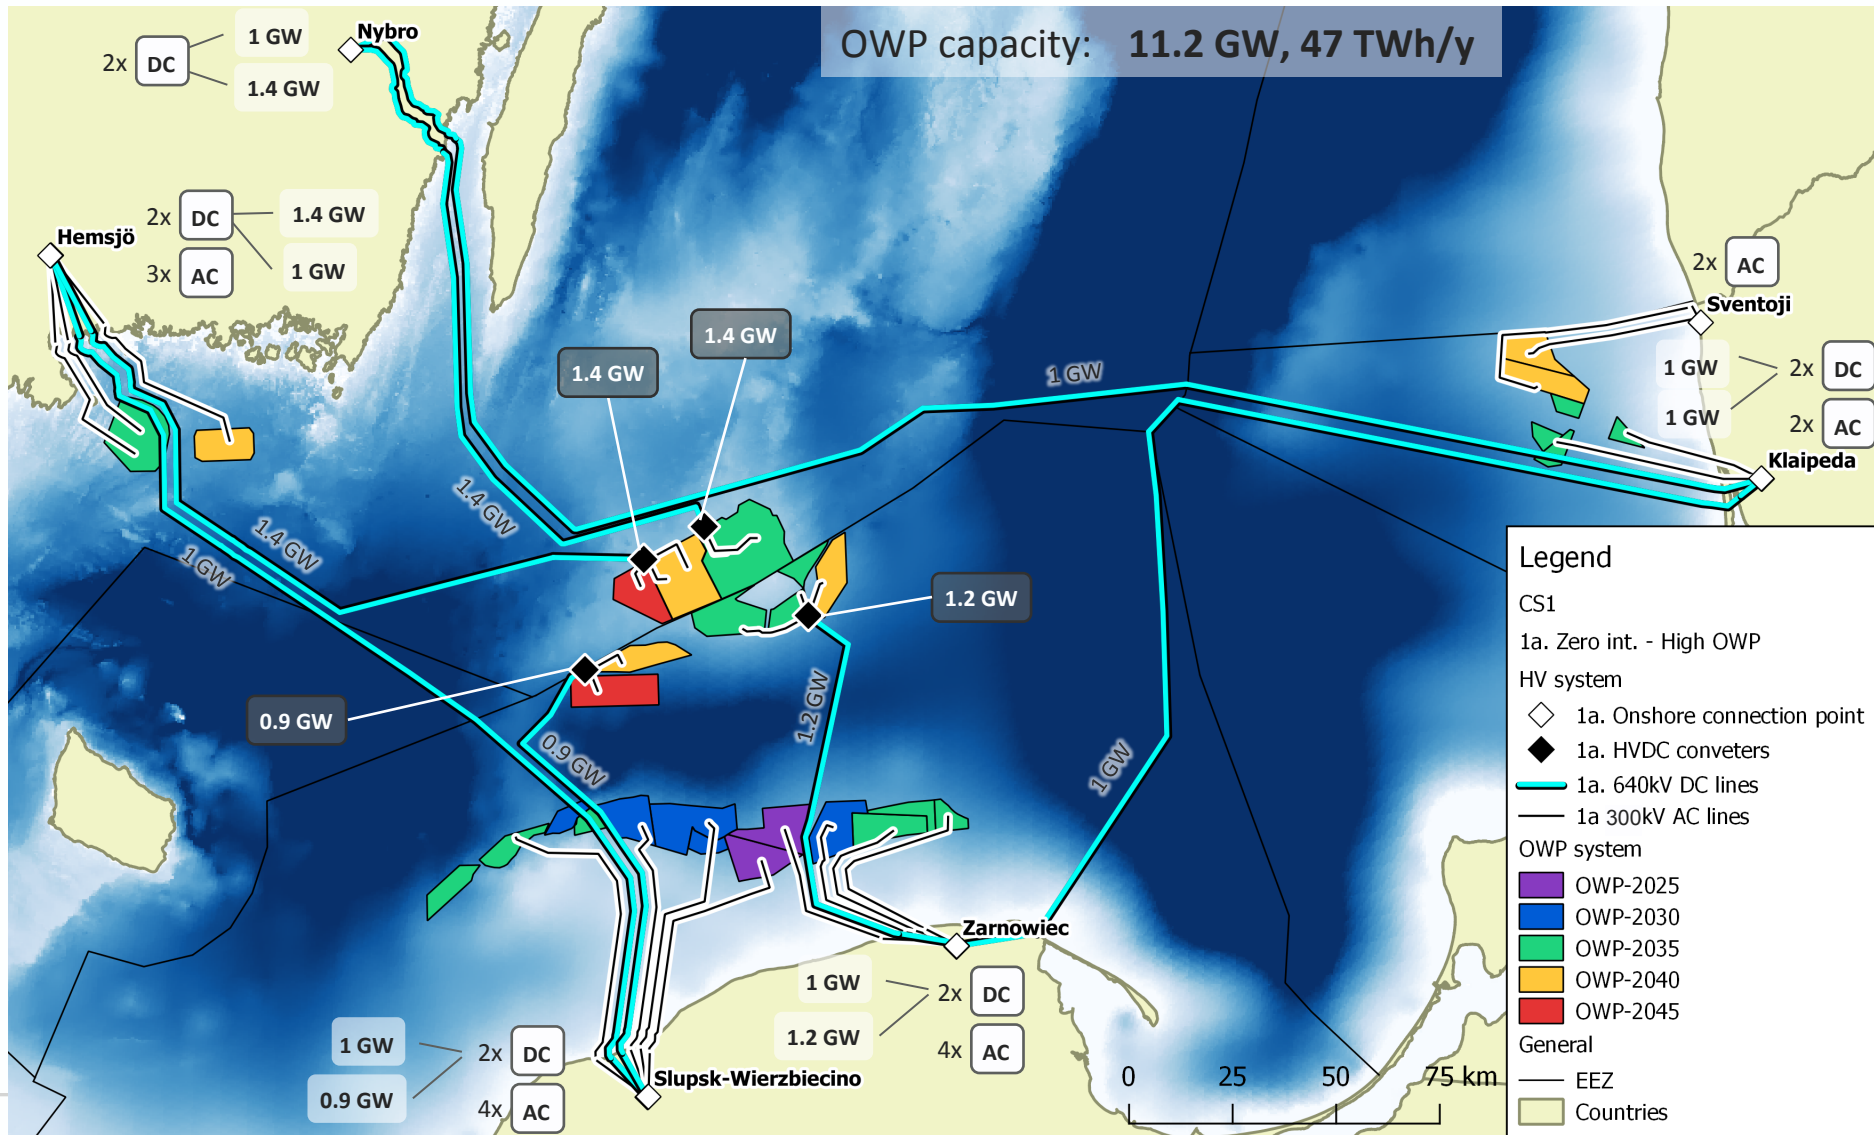 OWP capacity: 11.2 GW, 47 TWh/y
Nybro
2x DC
1 GW
1.4 GW
Hemsjö
2x DC
1.4 GW
1 GW
3x AC
1.4 GW
1.4 GW
1 GW
2x AC
Sventoji
1 GW
1 GW
2x DC
2x AC
Klaipeda
1.4 GW
1.4 GW
1 GW
1.2 GW
0.9 GW
1.2 GW
0.9 GW
1 GW
Zarnowiec
1 GW
1.2 GW
2x DC
4x AC
1 GW
0.9 GW
2x DC
4x AC
Slupsk-Wierzbiecino
0 25 50 75 km
Legend
CS1
1a. Zero int. - High OWP
HV system
1a. Onshore connection point
1a. HVDC conveters
1a. 640kV DC lines
1a 300kV AC lines
OWP system
OWP-2025
OWP-2030
OWP-2035
OWP-2040
OWP-2045
General
EEZ
Countries